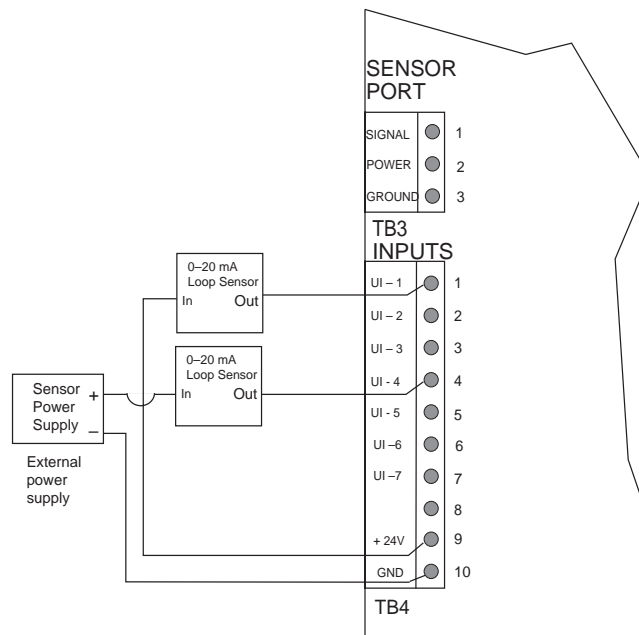 SENSOR
PORT
SIGNAL 1
POWER 2
GROUND 3
TB3
INPUTS
0–20 mA
Loop Sensor
In Out
UI – 1 1
UI – 2 2
UI – 3 3
0–20 mA
Loop Sensor
In Out
UI - 4 4
Sensor
Power
Supply
+
–
External
power
supply
UI - 5 5
UI –6 6
UI –7 7
8
+ 24V 9
GND 10
TB4